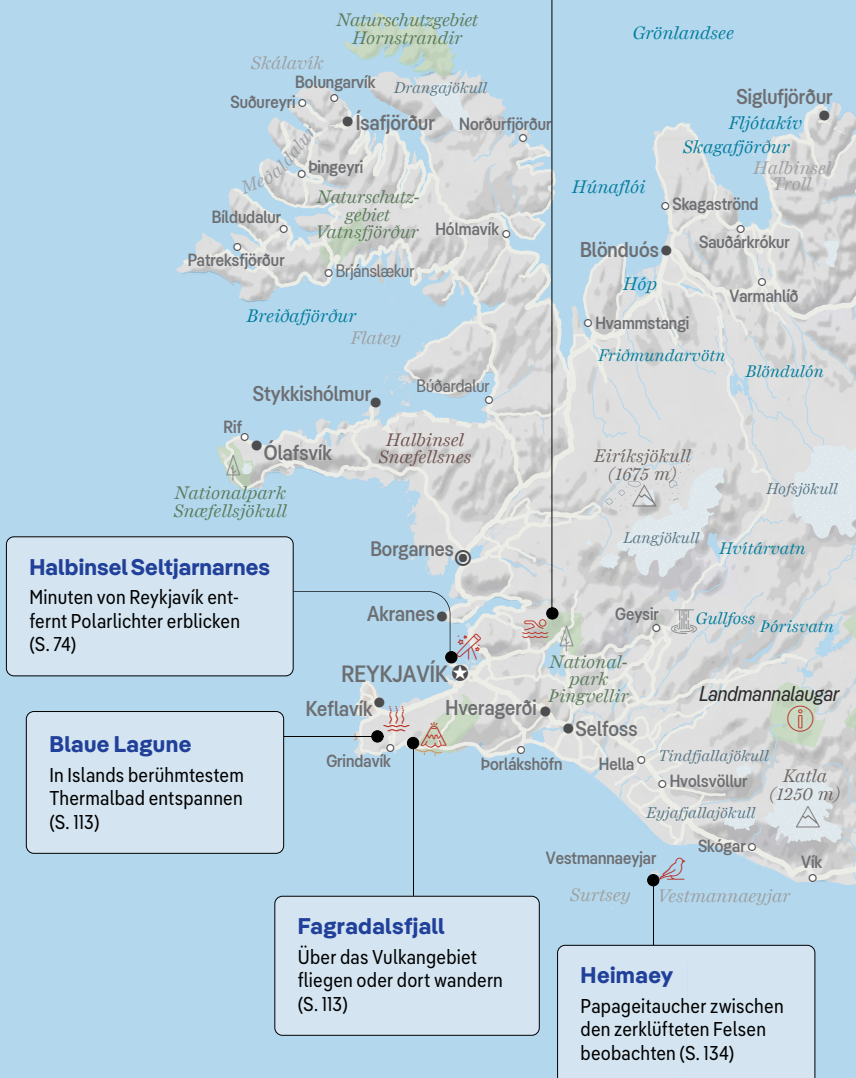 Naturschutzgebiet
Hornstrandir
Grönlandsee
Skálavík
Bolungarvík
Drangajökull
Suðureyri
Siglufjörður
Ísafjörður
Norðurfjörður
Fljótakív
Skagafjörður
Meðaldalur
Þingeyri
Halbinsel
Troll
Húnaflói
Naturschutz-
gebiet
Vatnsfjörður
Skagaströnd
Bíldudalur
Hólmavík
Sauðárkrókur
Blönduós
Patreksfjörður
Brjánslækur
Hóp
Varmahlíð
Breiðafjörður
Flatey
Hvammstangi
Friðmundarvötn
Blöndulón
Stykkishólmur
Búðardalur
Rif
Ólafsvík
Halbinsel
Snæfellsnes
Eiríksjökull
(1675 m)
Hofsjökull
Nationalpark
Snæfellsjökull
Langjökull
Borgarnes
Hvítárvatn
Halbinsel Seltjarnarnes
Minuten von Reykjavík ent-
fernt Polarlichter erblicken
(S. 74)
Akranes
Geysir
Gullfoss
Þórisvatn
REYKJAVÍK
National-
park
Þingvellir
Landmannalaugar
Keflavík
Hveragerði
Selfoss
Blaue Lagune
In Islands berühmtestem
Thermalbad entspannen
(S. 113)
Grindavík
Þorlákshöfn
Hella
Tindfjallajökull
Hvolsvöllur
Katla
(1250 m)
Eyjafjallajökull
Skógar
Vestmannaeyjar
Vík
Surtsey
Vestmannaeyjar
Fagradalsfjall
Über das Vulkangebiet
fliegen oder dort wandern
(S. 113)
Heimaey
Papageitaucher zwischen
den zerklüfteten Felsen
beobachten (S. 134)